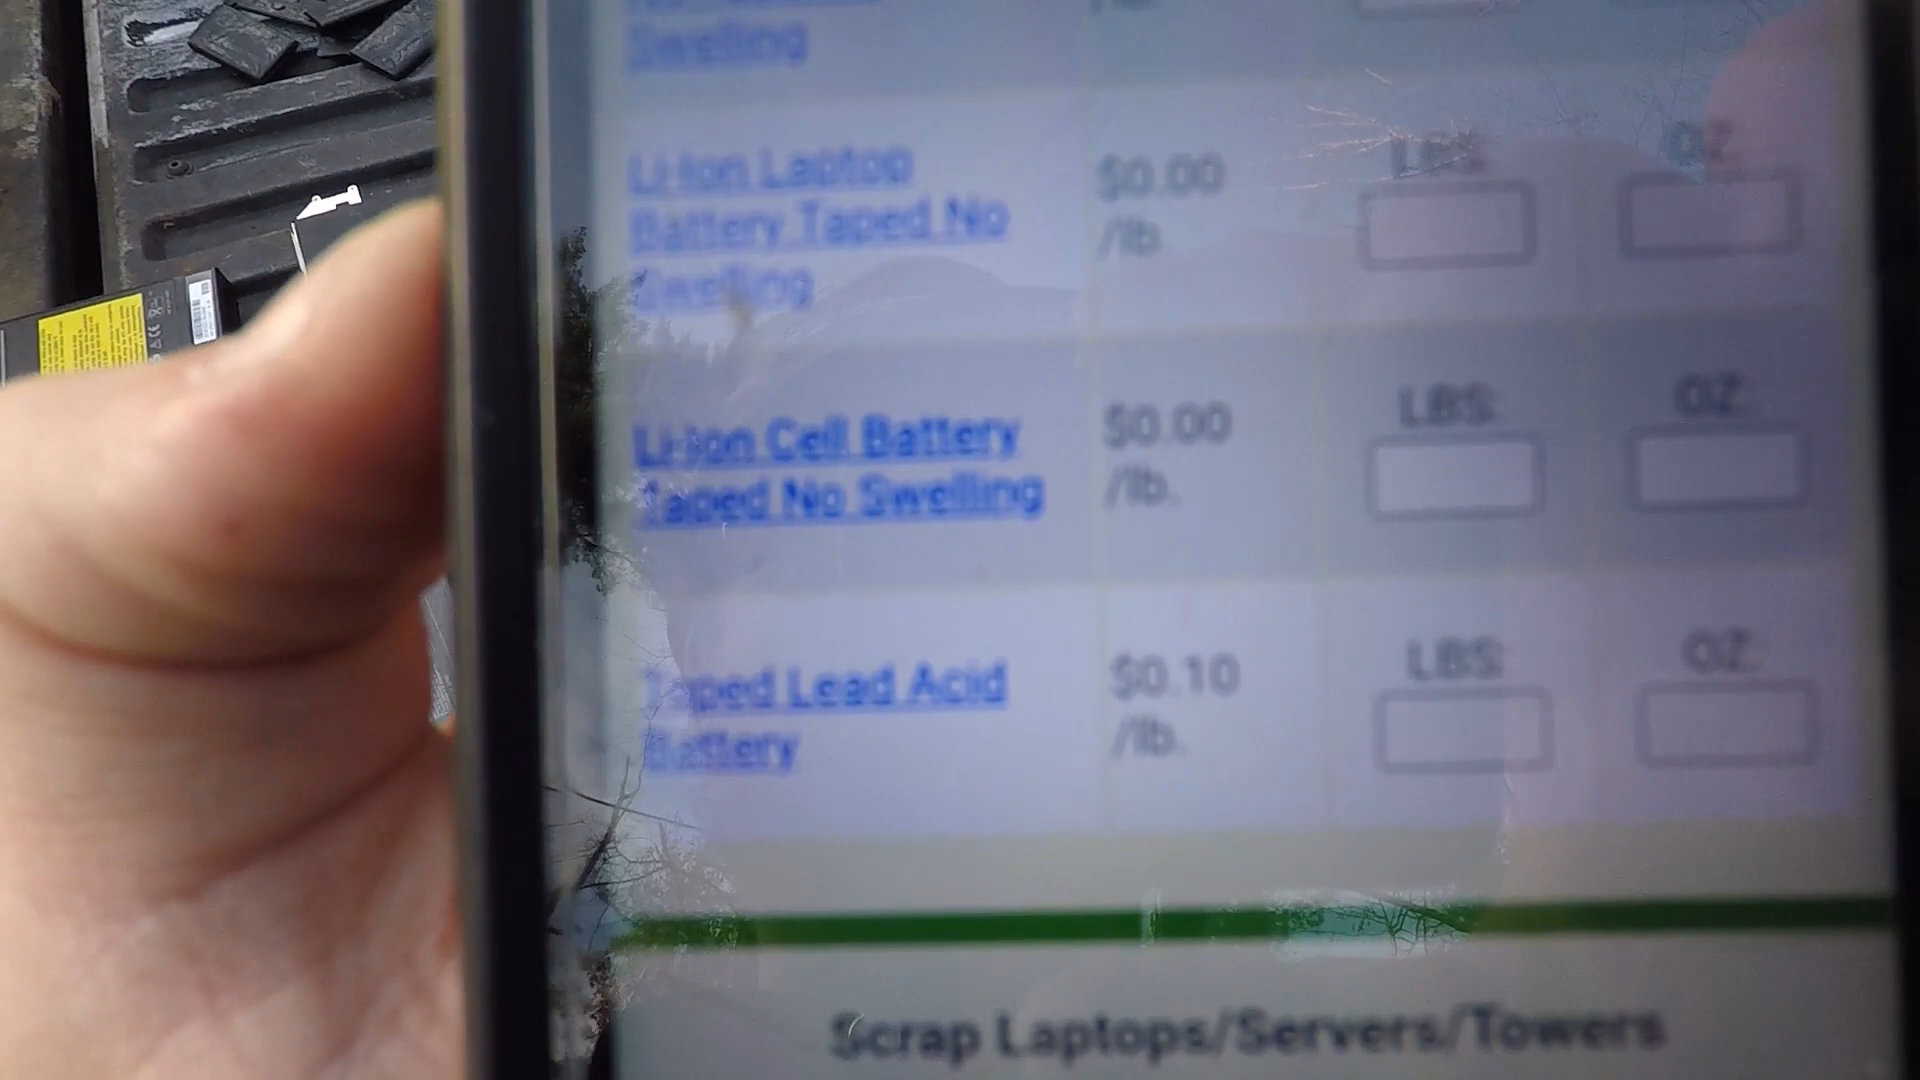 Swelling
/lb
Li-Ion Laptop
Battery Taped No
Swelling
$0.00
/lb
LBS:
OZ:
Li-Ion Cell Battery
Taped No Swelling
$0.00
/lb.
LBS:
OZ:
Taped Lead Acid
Battery
$0.10
/lb.
LBS:
OZ:
Scrap Laptops/Servers/Towers